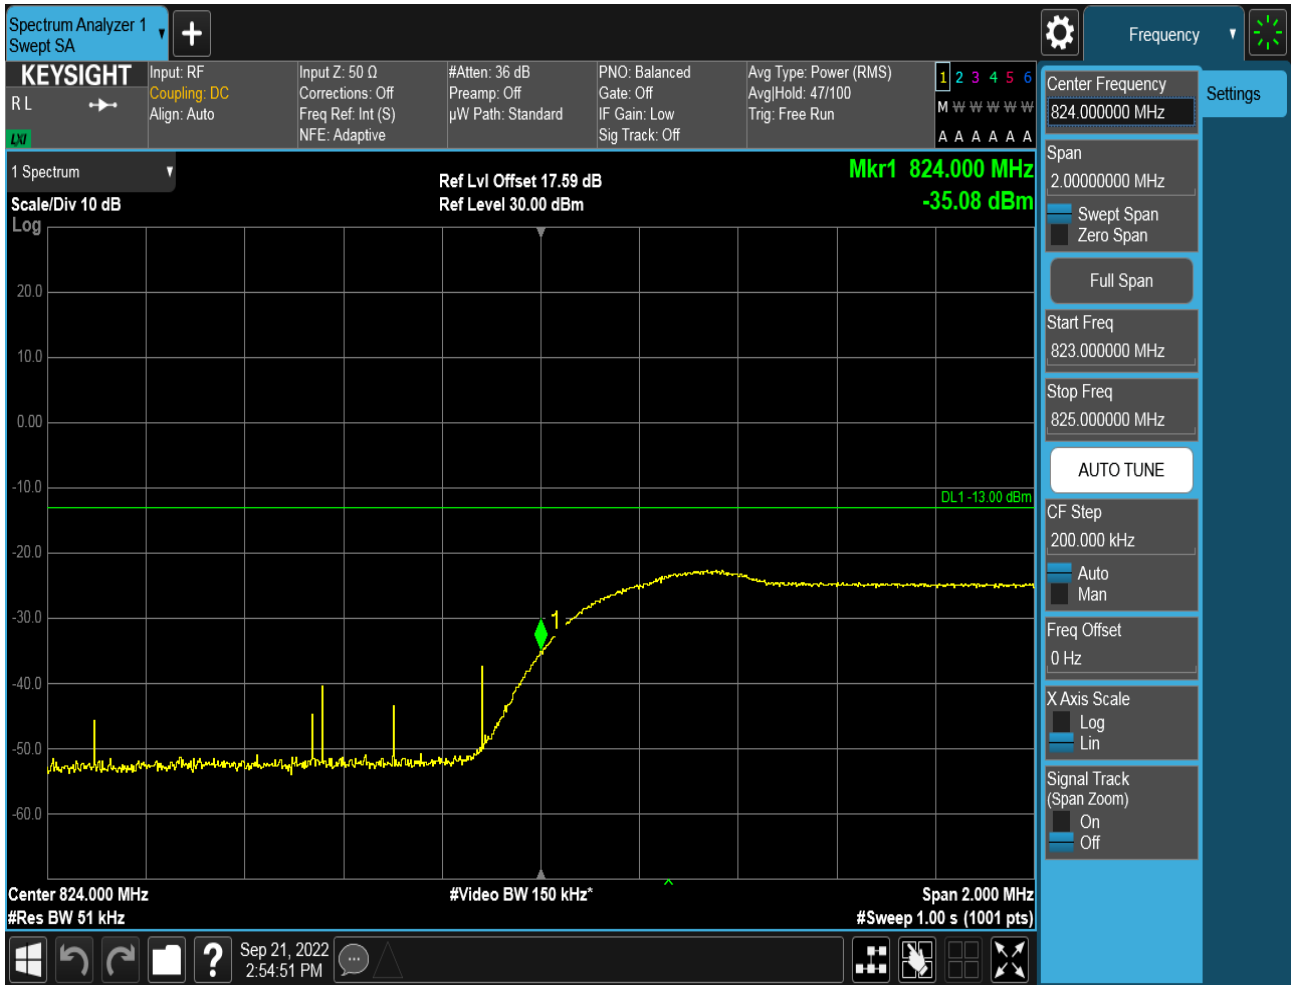 Spectrum Analyzer 1
Swept SA
Frequency
KEYSIGHT
R L
LXI
Input: RF
Coupling: DC
Align: Auto
Input Z: 50 Ω
Corrections: Off
Freq Ref: Int (S)
NFE: Adaptive
#Atten: 36 dB
Preamp: Off
µW Path: Standard
PNO: Balanced
Gate: Off
IF Gain: Low
Sig Track: Off
Avg Type: Power (RMS)
Avg|Hold: 47/100
Trig: Free Run
1 2 3 4 5 6
M W W W W W
A A A A A A
1 Spectrum
Scale/Div 10 dB
Log
Ref Lvl Offset 17.59 dB
Ref Level 30.00 dBm
Mkr1 824.000 MHz
-35.08 dBm
20.0
10.0
0.00
-10.0
-20.0
-30.0
-40.0
-50.0
-60.0
DL1 -13.00 dBm
1
Center 824.000 MHz
#Res BW 51 kHz
#Video BW 150 kHz*
Span 2.000 MHz
#Sweep 1.00 s (1001 pts)
Sep 21, 2022
2:54:51 PM
Center Frequency
824.000000 MHz
Settings
Span
2.00000000 MHz
Swept Span
Zero Span
Full Span
Start Freq
823.000000 MHz
Stop Freq
825.000000 MHz
AUTO TUNE
CF Step
200.000 kHz
Auto
Man
Freq Offset
0 Hz
X Axis Scale
Log
Lin
Signal Track
(Span Zoom)
On
Off